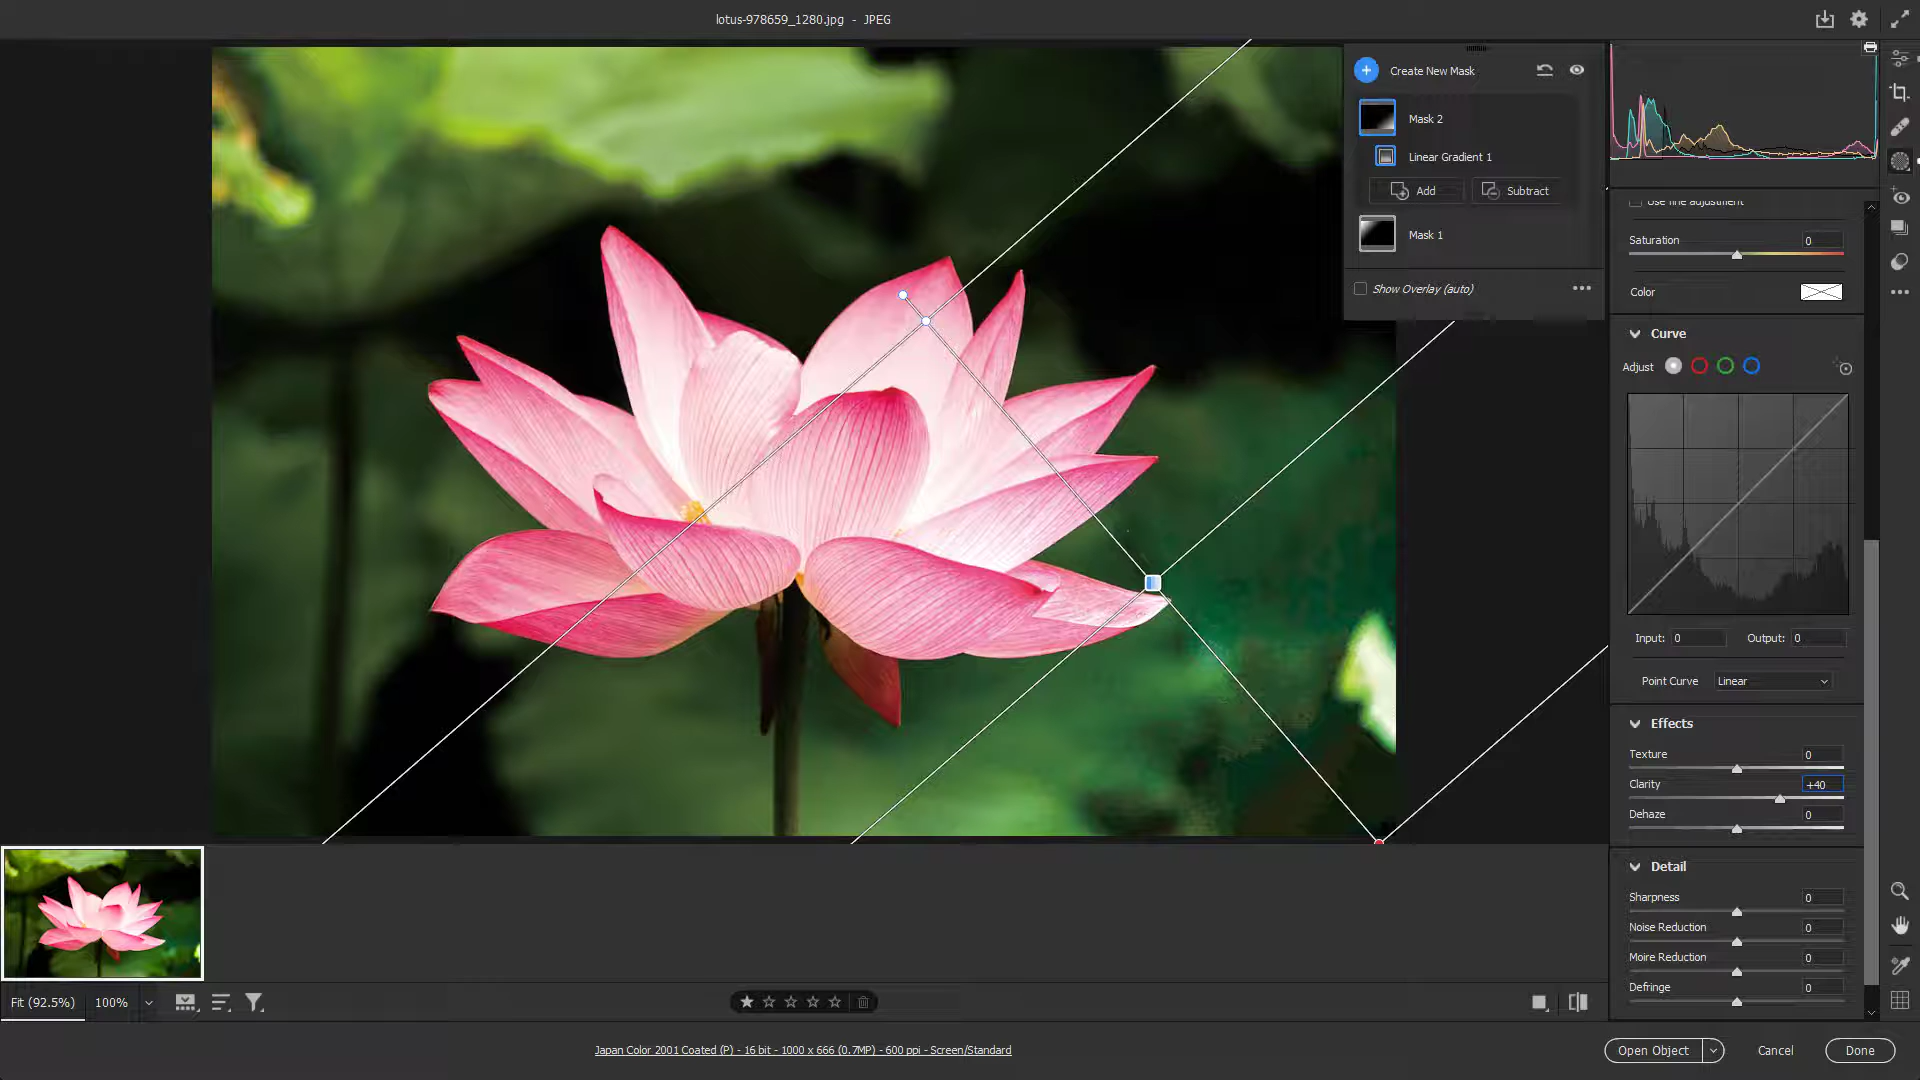 lotus-978659_1280.jpg - JPEG
Create New Mask
Mask 2
Linear Gradient 1
Add Subtract
Mask 1
Show Overlay (auto)
Use fine adjustment
Saturation 0
Color
Curve
Adjust
Input: 0 Output: 0
Point Curve Linear
Effects
Texture 0
Clarity +40
Dehaze 0
Detail
Sharpness 0
Noise Reduction 0
Moire Reduction 0
Defringe 0
Fit (92.5%) 100%
Japan Color 2001 Coated (P) - 16 bit - 1000 x 666 (0.7MP) - 600 ppi - Screen/Standard
Open Object Cancel Done